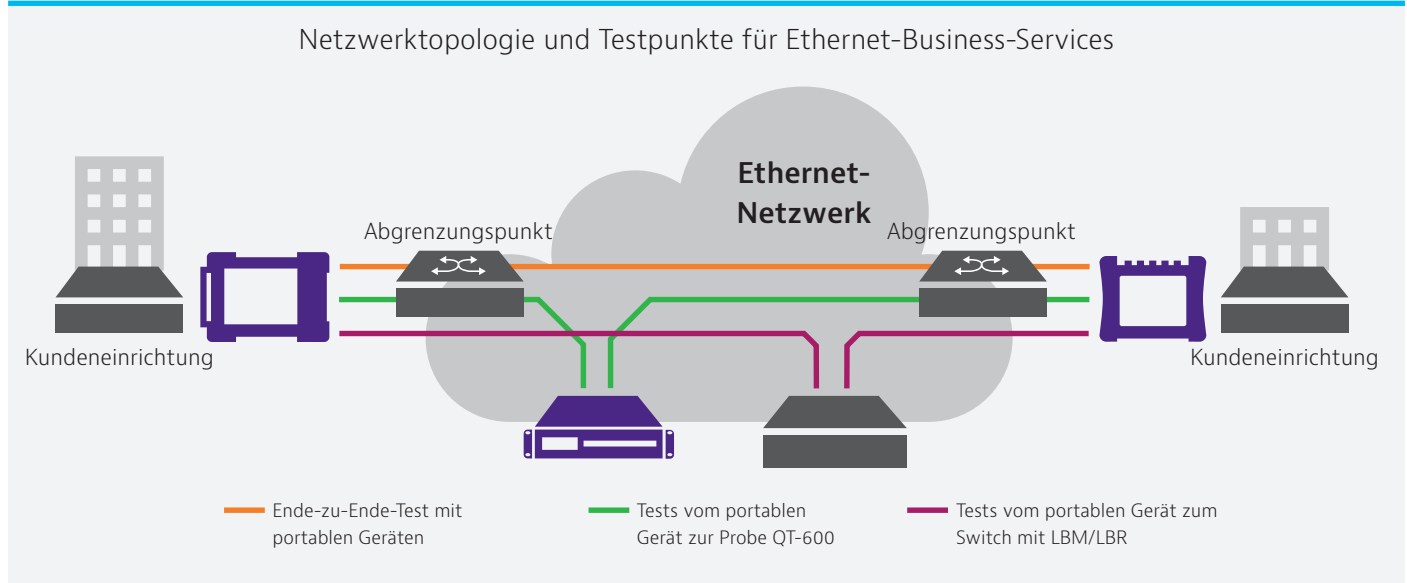 Netzwerktopologie und Testpunkte für Ethernet-Business-Services
Ethernet-
Netzwerk
Abgrenzungspunkt
Abgrenzungspunkt
Kundeneinrichtung
Kundeneinrichtung
Ende-zu-Ende-Test mit
portablen Geräten
Tests vom portablen
Gerät zur Probe QT-600
Tests vom portablen Gerät zum
Switch mit LBM/LBR